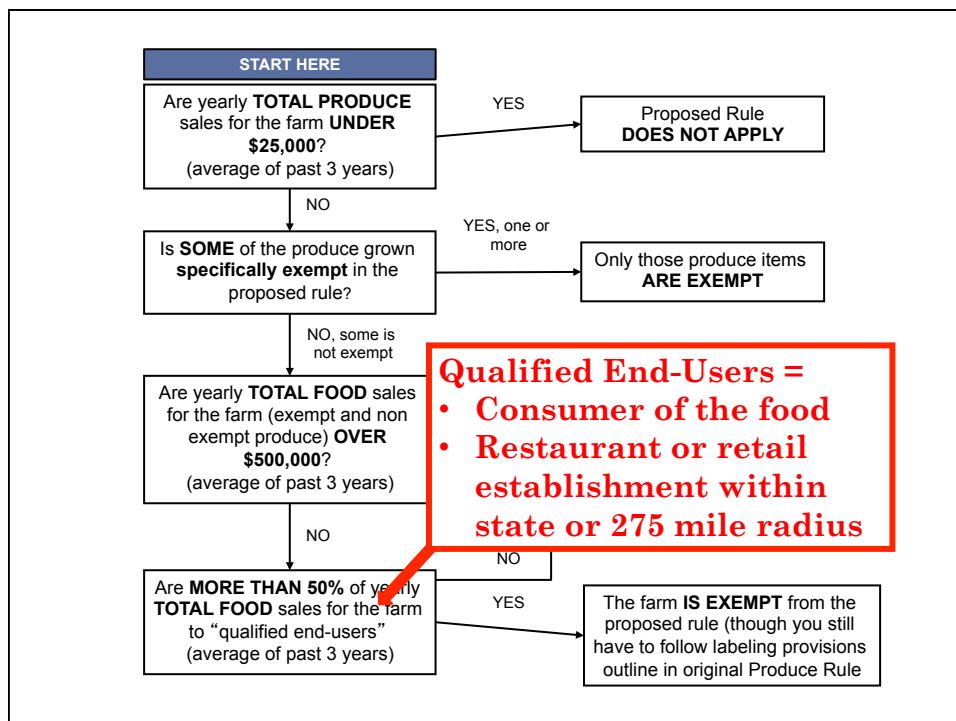 START HERE
Are yearly TOTAL PRODUCE
sales for the farm UNDER
$25,000?
(average of past 3 years)
YES
Proposed Rule
DOES NOT APPLY
NO
Is SOME of the produce grown
specifically exempt in the
proposed rule?
YES, one or
more
Only those produce items
ARE EXEMPT
NO, some is
not exempt
Are yearly TOTAL FOOD sales
for the farm (exempt and non
exempt produce) OVER
$500,000?
(average of past 3 years)
Qualified End-Users =
• Consumer of the food
• Restaurant or retail
establishment within
state or 275 mile radius
NO
NO
Are MORE THAN 50% of yearly
TOTAL FOOD sales for the farm
to “qualified end-users”
(average of past 3 years)
YES
The farm IS EXEMPT from the
proposed rule (though you still
have to follow labeling provisions
outline in original Produce Rule